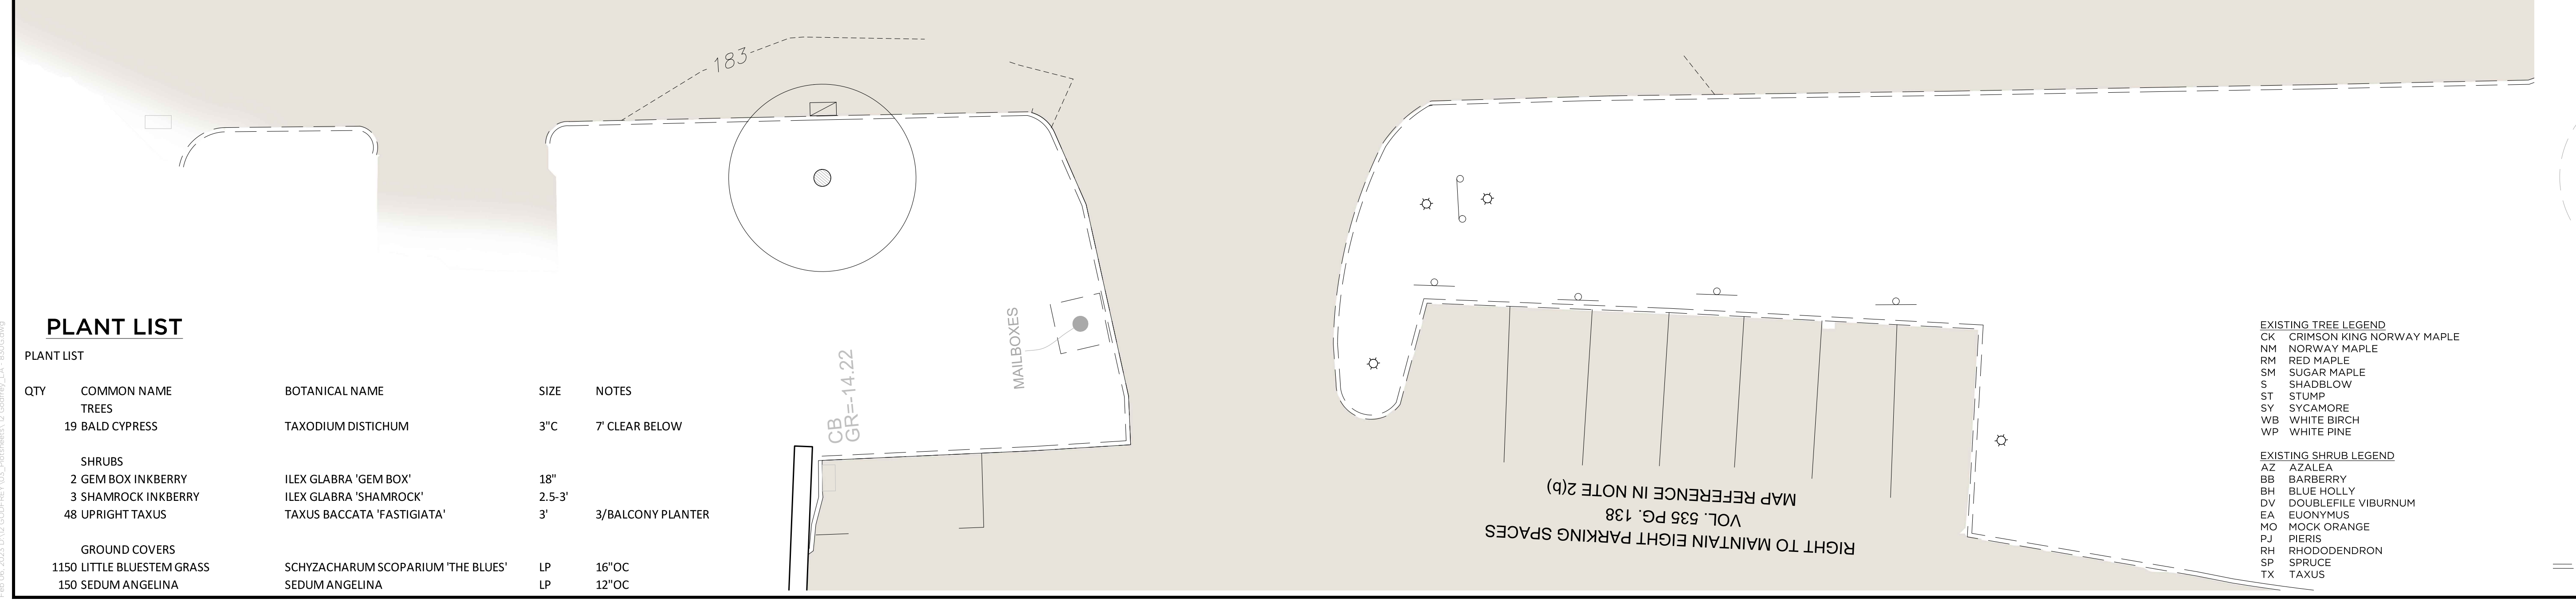 183
PLANT LIST
PLANT LIST
QTY COMMON NAME BOTANICAL NAME SIZE NOTES
TREES
19 BALD CYPRESS TAXODIUM DISTICHUM 3"C 7' CLEAR BELOW
SHRUBS
2 GEM BOX INKBERRY ILEX GLABRA 'GEM BOX' 18"
3 SHAMROCK INKBERRY ILEX GLABRA 'SHAMROCK' 2.5-3'
48 UPRIGHT TAXUS TAXUS BACCATA 'FASTIGIATA' 3' 3/BALCONY PLANTER
GROUND COVERS
1150 LITTLE BLUESTEM GRASS SCHYZACHARUM SCOPARIUM 'THE BLUES' LP 16"OC
150 SEDUM ANGELINA SEDUM ANGELINA LP 12"OC
CB
GR=-14.22
MAILBOXES
RIGHT TO MAINTAIN EIGHT PARKING SPACES
VOL. 535 PG. 138
MAP REFERENCE IN NOTE 2(b)
EXISTING TREE LEGEND
CK CRIMSON KING NORWAY MAPLE
NM NORWAY MAPLE
RM RED MAPLE
SM SUGAR MAPLE
S SHADBLOW
ST STUMP
SY SYCAMORE
WB WHITE BIRCH
WP WHITE PINE
EXISTING SHRUB LEGEND
AZ AZALEA
BB BARBERRY
BH BLUE HOLLY
DV DOUBLEFILE VIBURNUM
EA EUONYMUS
MO MOCK ORANGE
PJ PIERIS
RH RHODODENDRON
SP SPRUCE
TX TAXUS